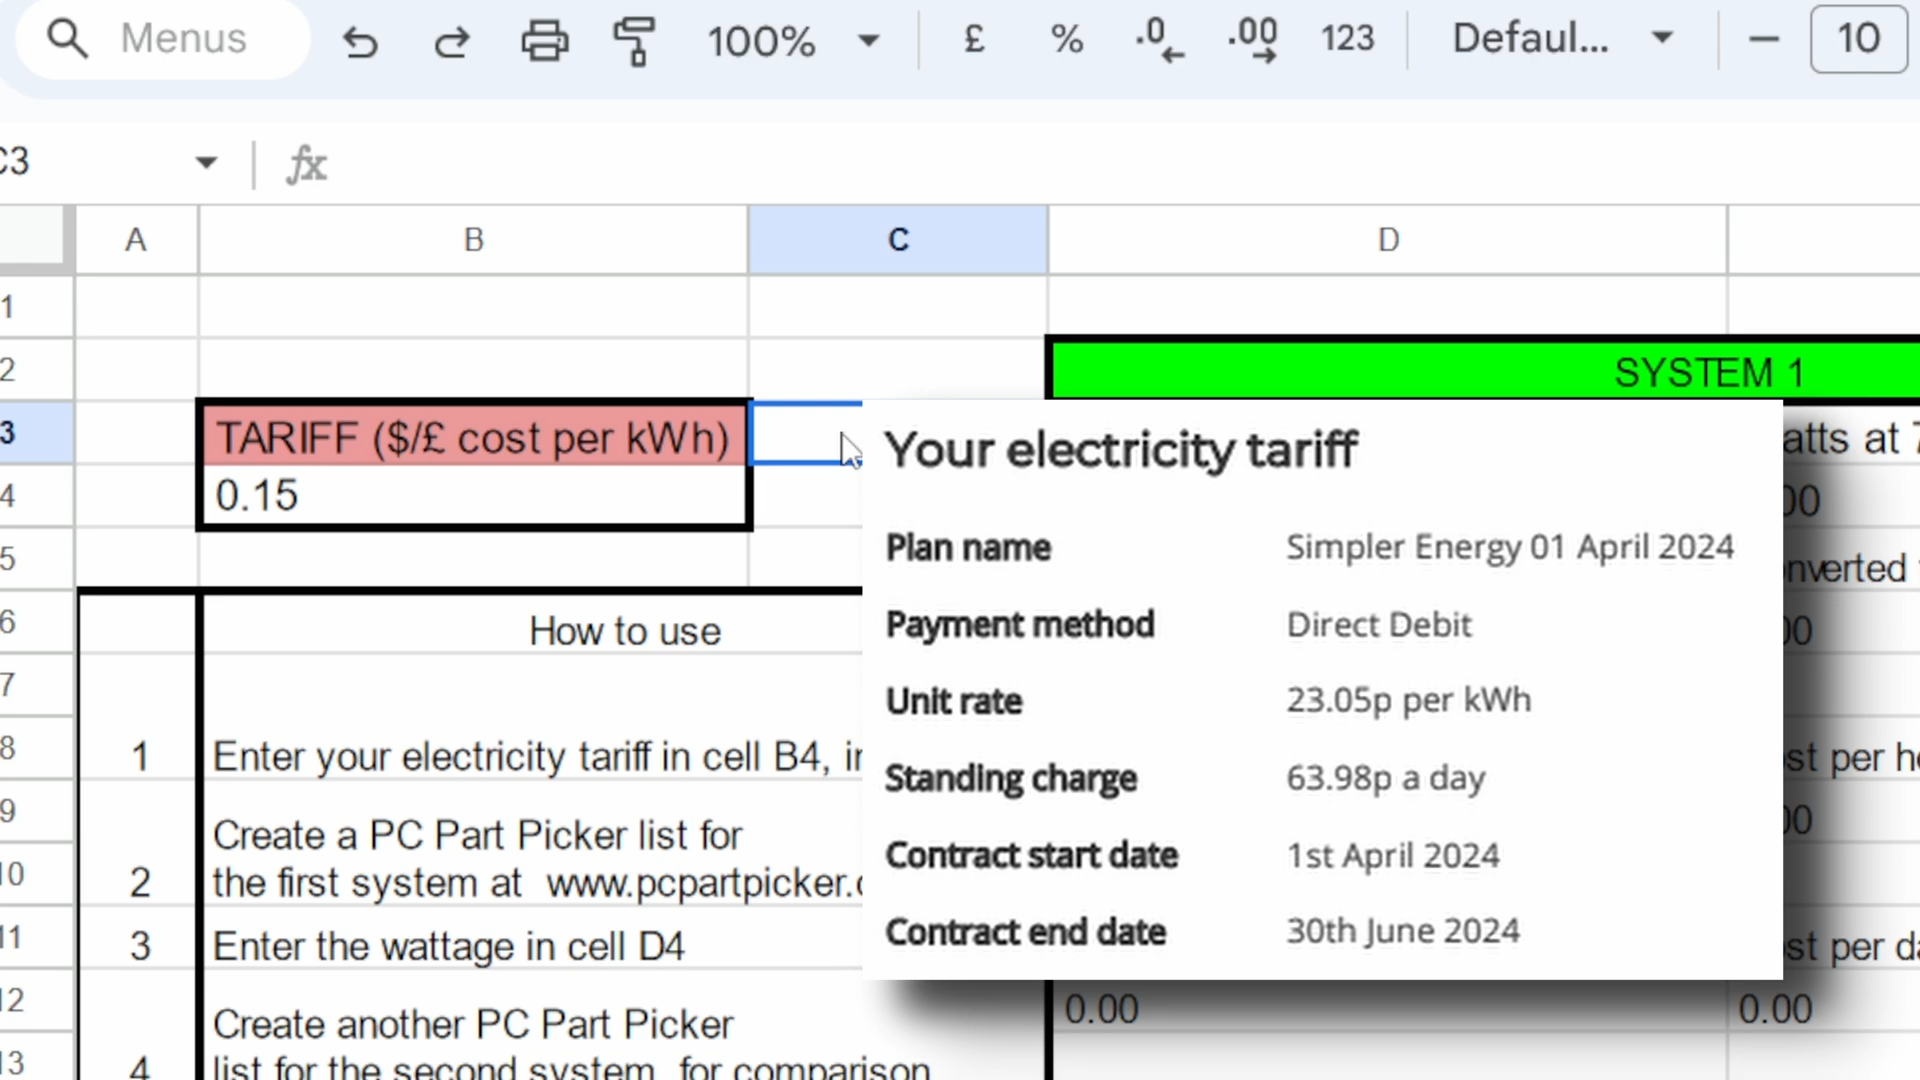 Menus 100% £ % .0 .00 123 Defaul... 10
C3 fx
A B C D
1
2 SYSTEM 1
3 TARIFF ($/£ cost per kWh)
4 0.15
5
6 How to use
7
8 1 Enter your electricity tariff in cell B4,
9 Create a PC Part Picker list for
10 2 the first system at www.pcpartpicker.
11 3 Enter the wattage in cell D4
12 Create another PC Part Picker
13 4 list for the second system for comparison
Your electricity tariff
Plan name Simpler Energy 01 April 2024
Payment method Direct Debit
Unit rate 23.05p per kWh
Standing charge 63.98p a day
Contract start date 1st April 2024
Contract end date 30th June 2024
atts at
00
nverted
00
st per
00
st per
0.00 0.00